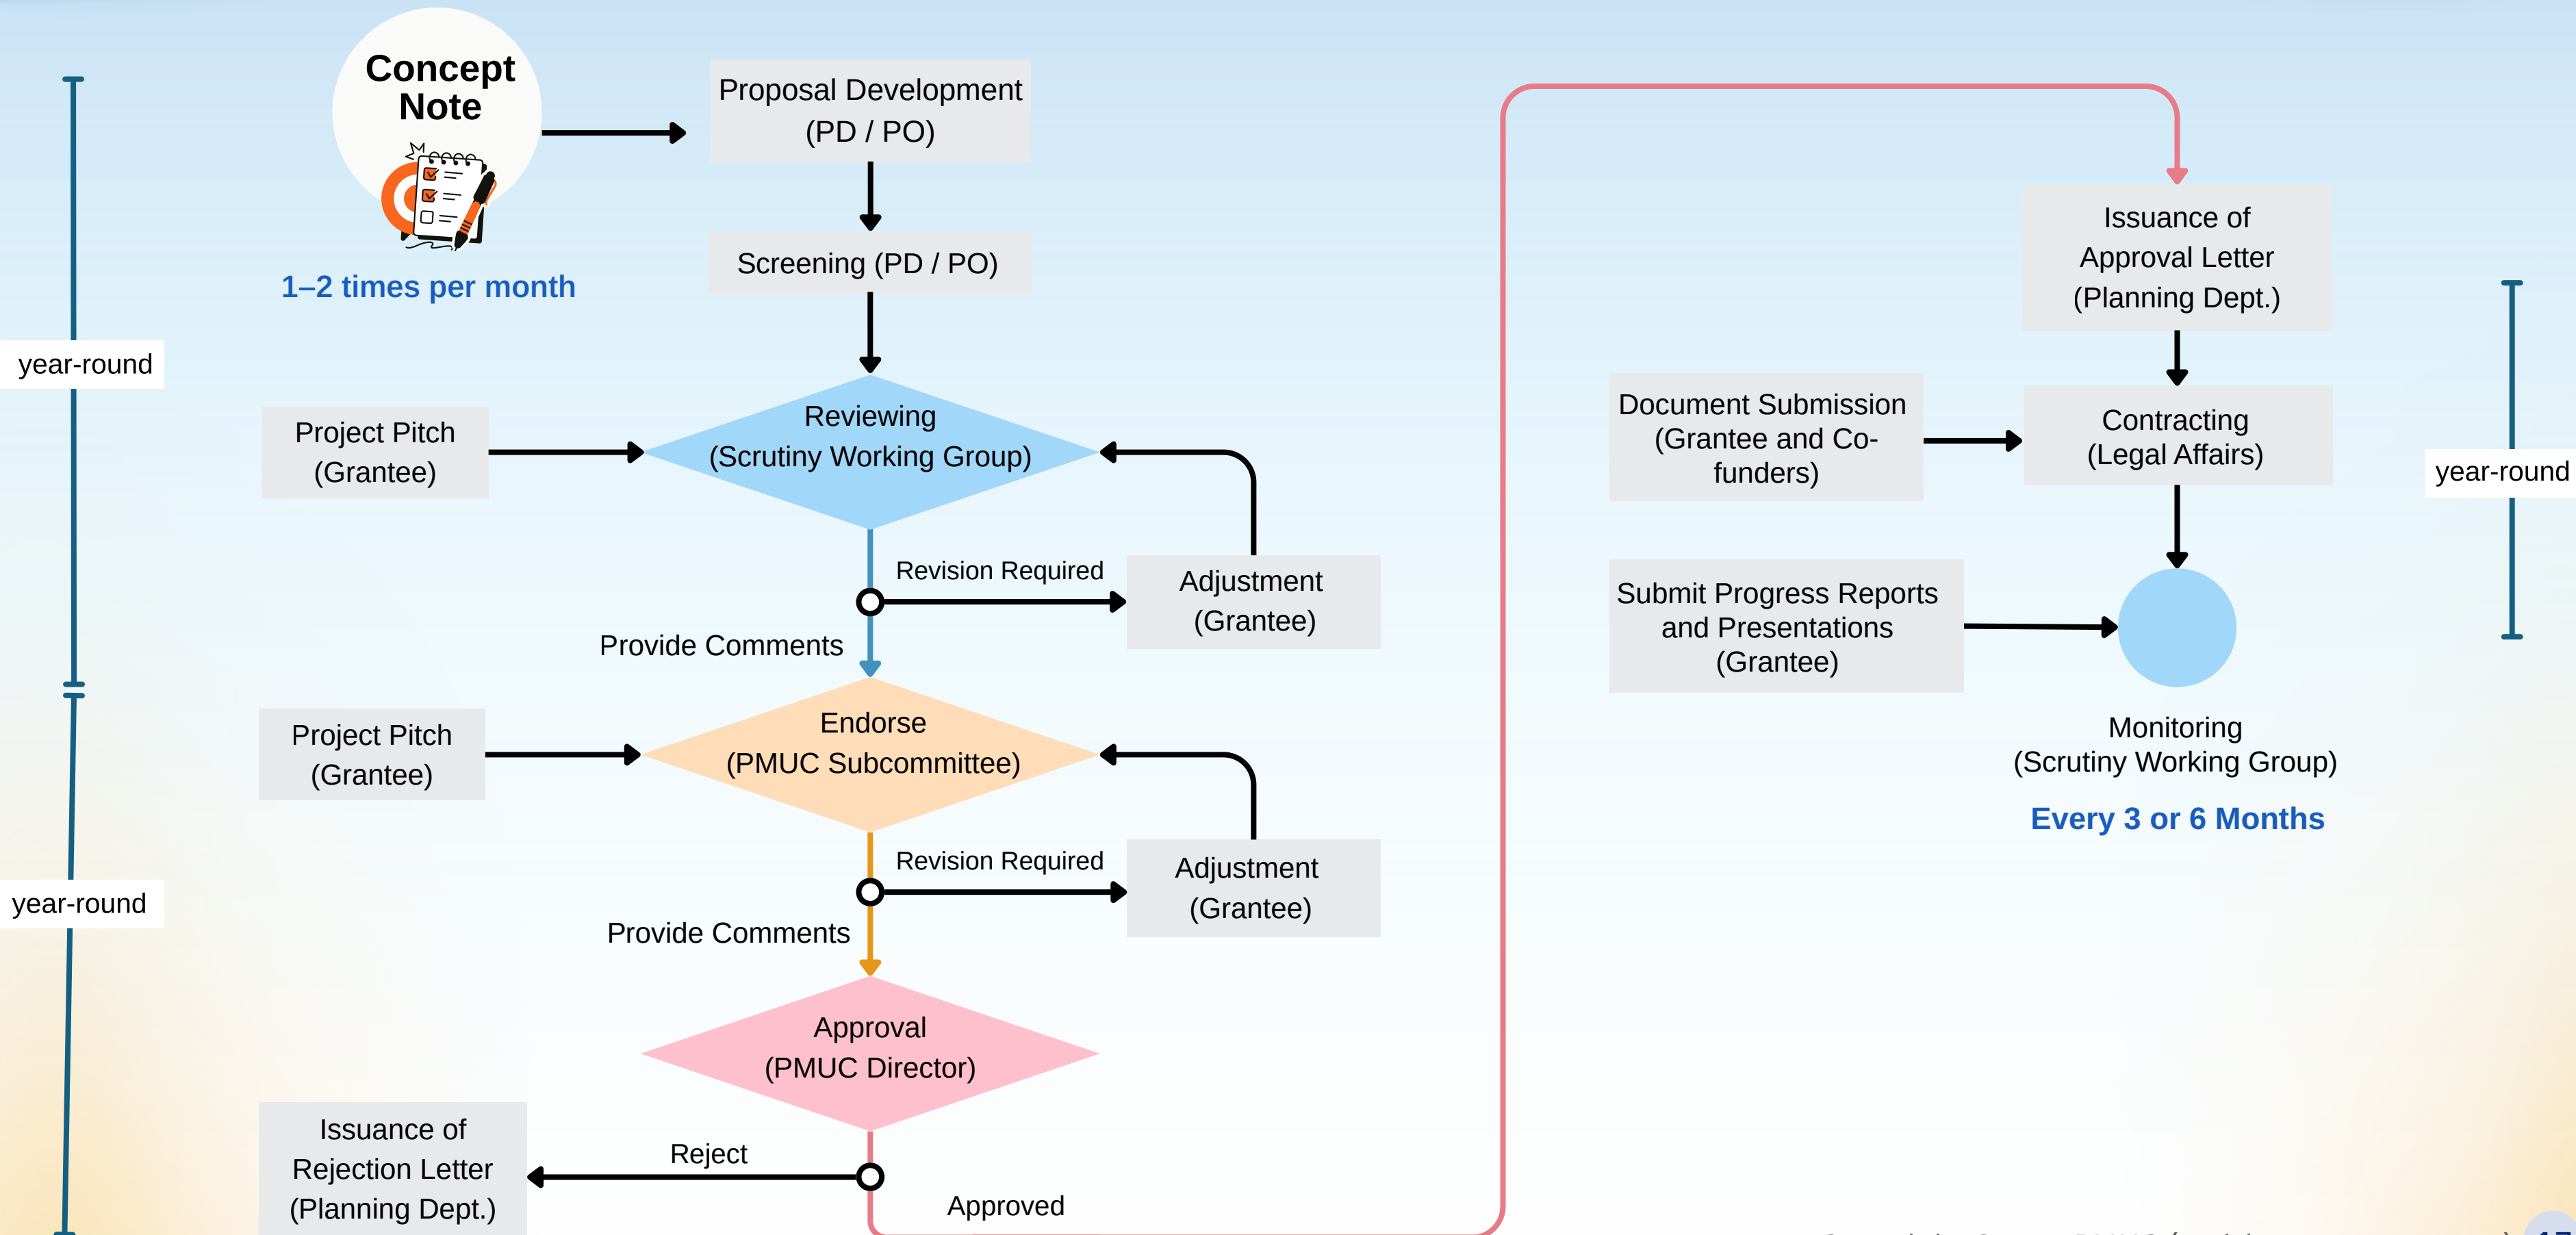 Concept
Note
1–2 times per month
year-round
year-round
Proposal Development
(PD / PO)
Screening (PD / PO)
Project Pitch
(Grantee)
Reviewing
(Scrutiny Working Group)
Revision Required
Adjustment
(Grantee)
Provide Comments
Project Pitch
(Grantee)
Endorse
(PMUC Subcommittee)
Revision Required
Adjustment
(Grantee)
Provide Comments
Approval
(PMUC Director)
Reject
Issuance of
Rejection Letter
(Planning Dept.)
Approved
Issuance of
Approval Letter
(Planning Dept.)
Document Submission
(Grantee and Co-
funders)
Contracting
(Legal Affairs)
year-round
Submit Progress Reports
and Presentations
(Grantee)
Monitoring
(Scrutiny Working Group)
Every 3 or 6 Months